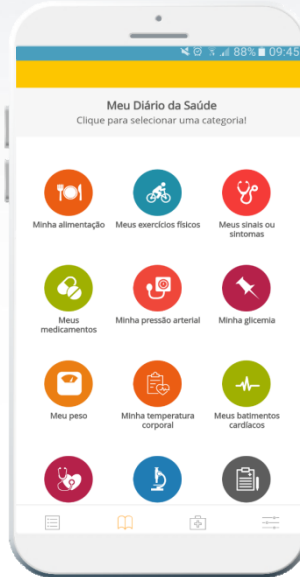 88% 09:45
Meu Diário da Saúde
Clique para selecionar uma categoria!
Minha alimentação
Meus exercícios físicos
Meus sinais ou
sintomas
Meus
medicamentos
Minha pressão arterial
Minha glicemia
Meu peso
Minha temperatura
corporal
Meus batimentos
cardíacos